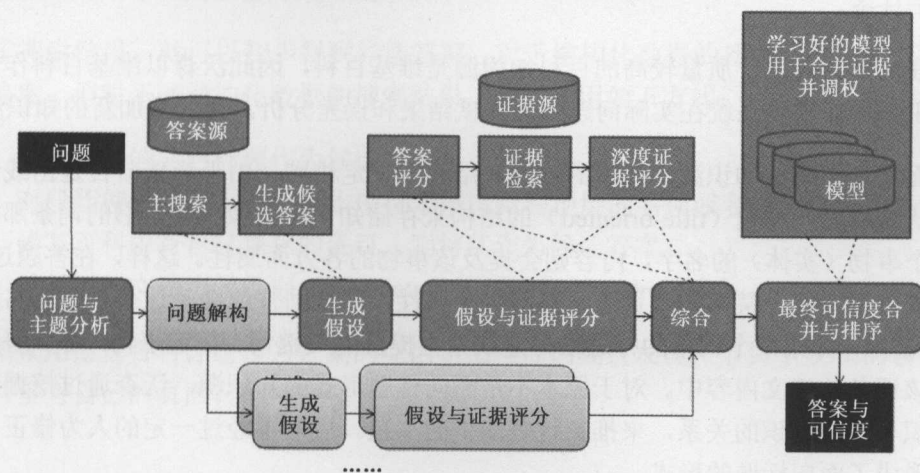 学习好的模型
用于合并证据
并调权
模型
答案源
证据源
问题
主搜索
生成候
选答案
答案
评分
证据
检索
深度证
据评分
问题与
主题分析
问题解构
生成
假设
假设与证据评分
综合
最终可信度合
并与排序
生成
假设
假设与证据评分
答案与
可信度
……